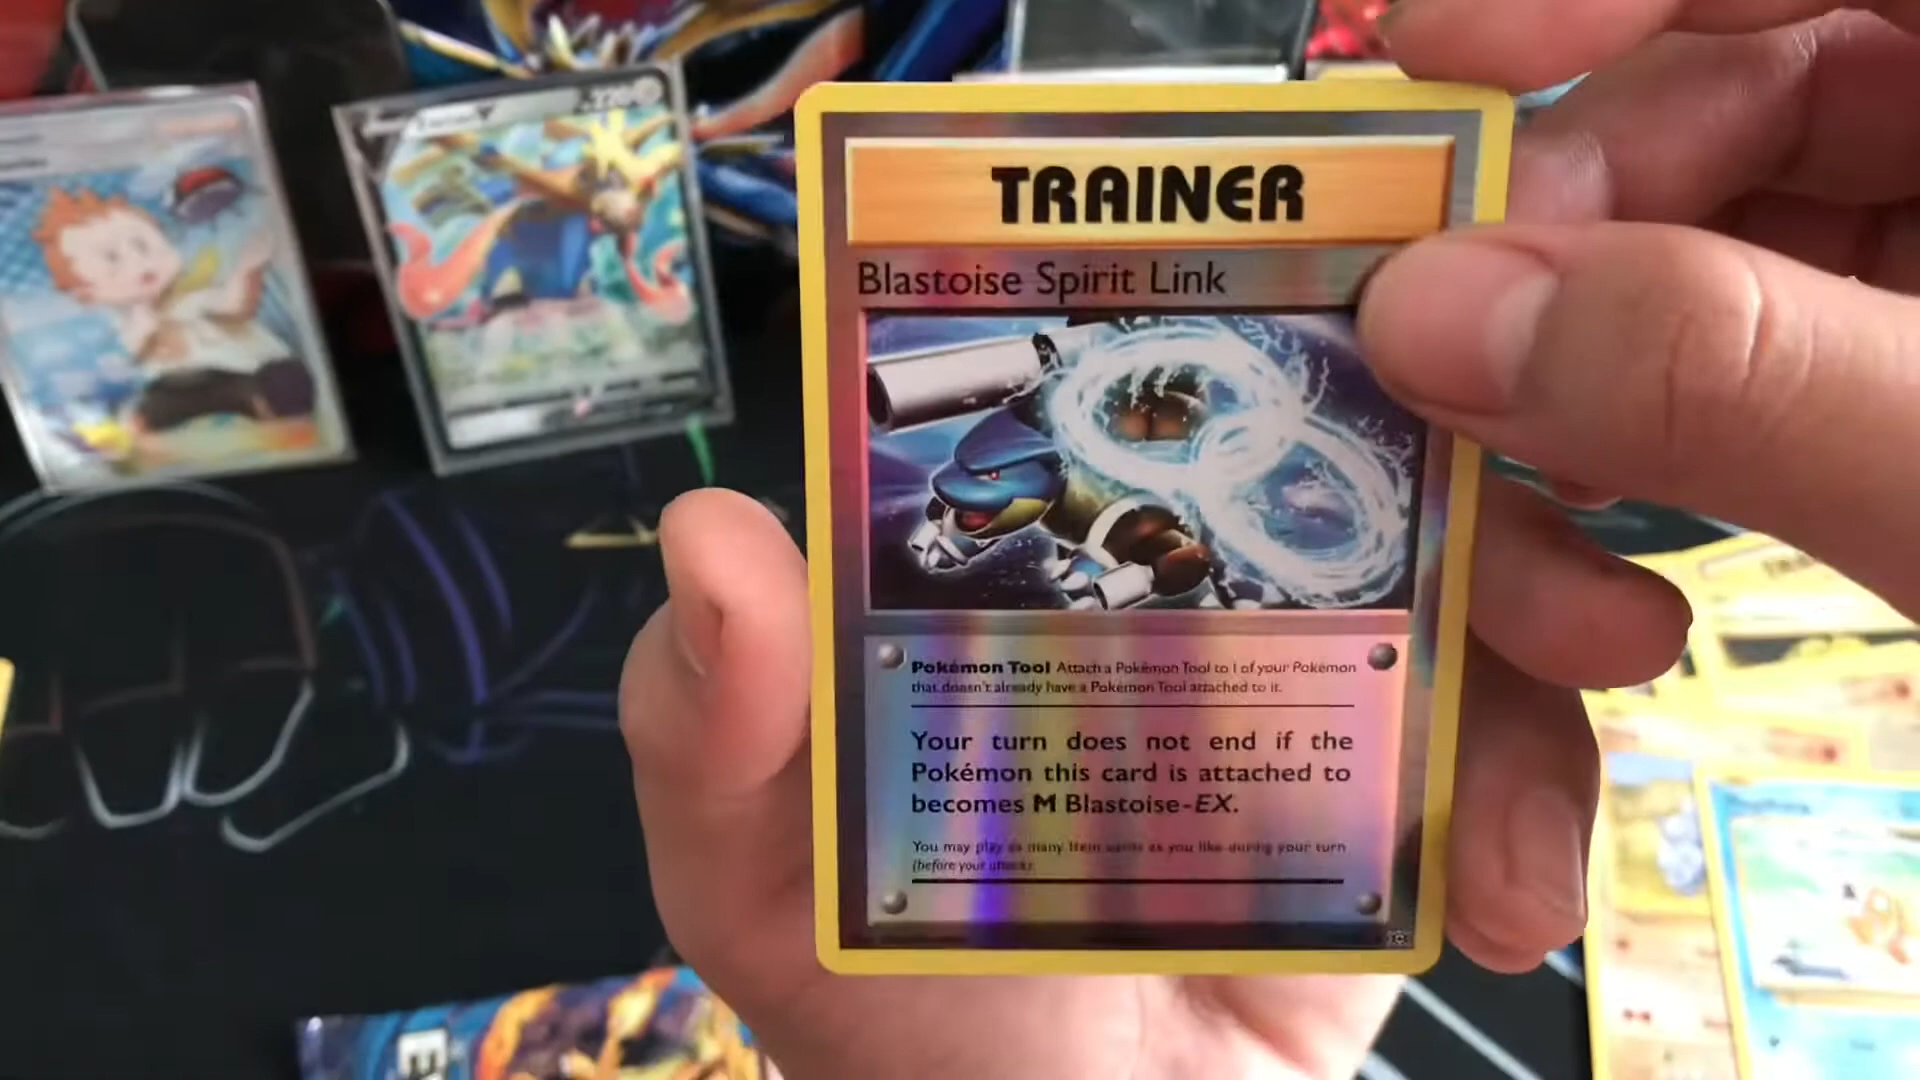 TRAINER
Blastoise Spirit Link
Pokémon Tool Attach a Pokémon Tool to 1 of your Pokémon
that doesn't already have a Pokémon Tool attached to it.
Your turn does not end if the
Pokémon this card is attached to
becomes M Blastoise-EX.
You may play as many Item cards as you like during your turn
(before your attack).
220